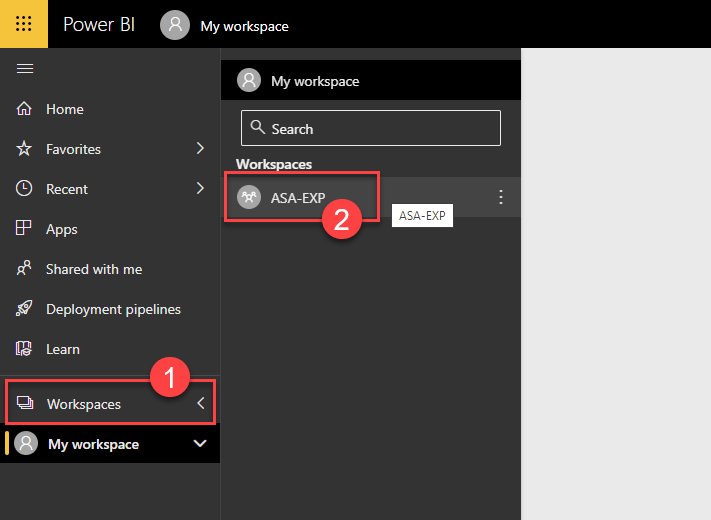 Power BI
My workspace
Home
Favorites
Recent
Apps
Shared with me
Deployment pipelines
Learn
1
Workspaces
My workspace
My workspace
Search
Workspaces
ASA-EXP
2
ASA-EXP